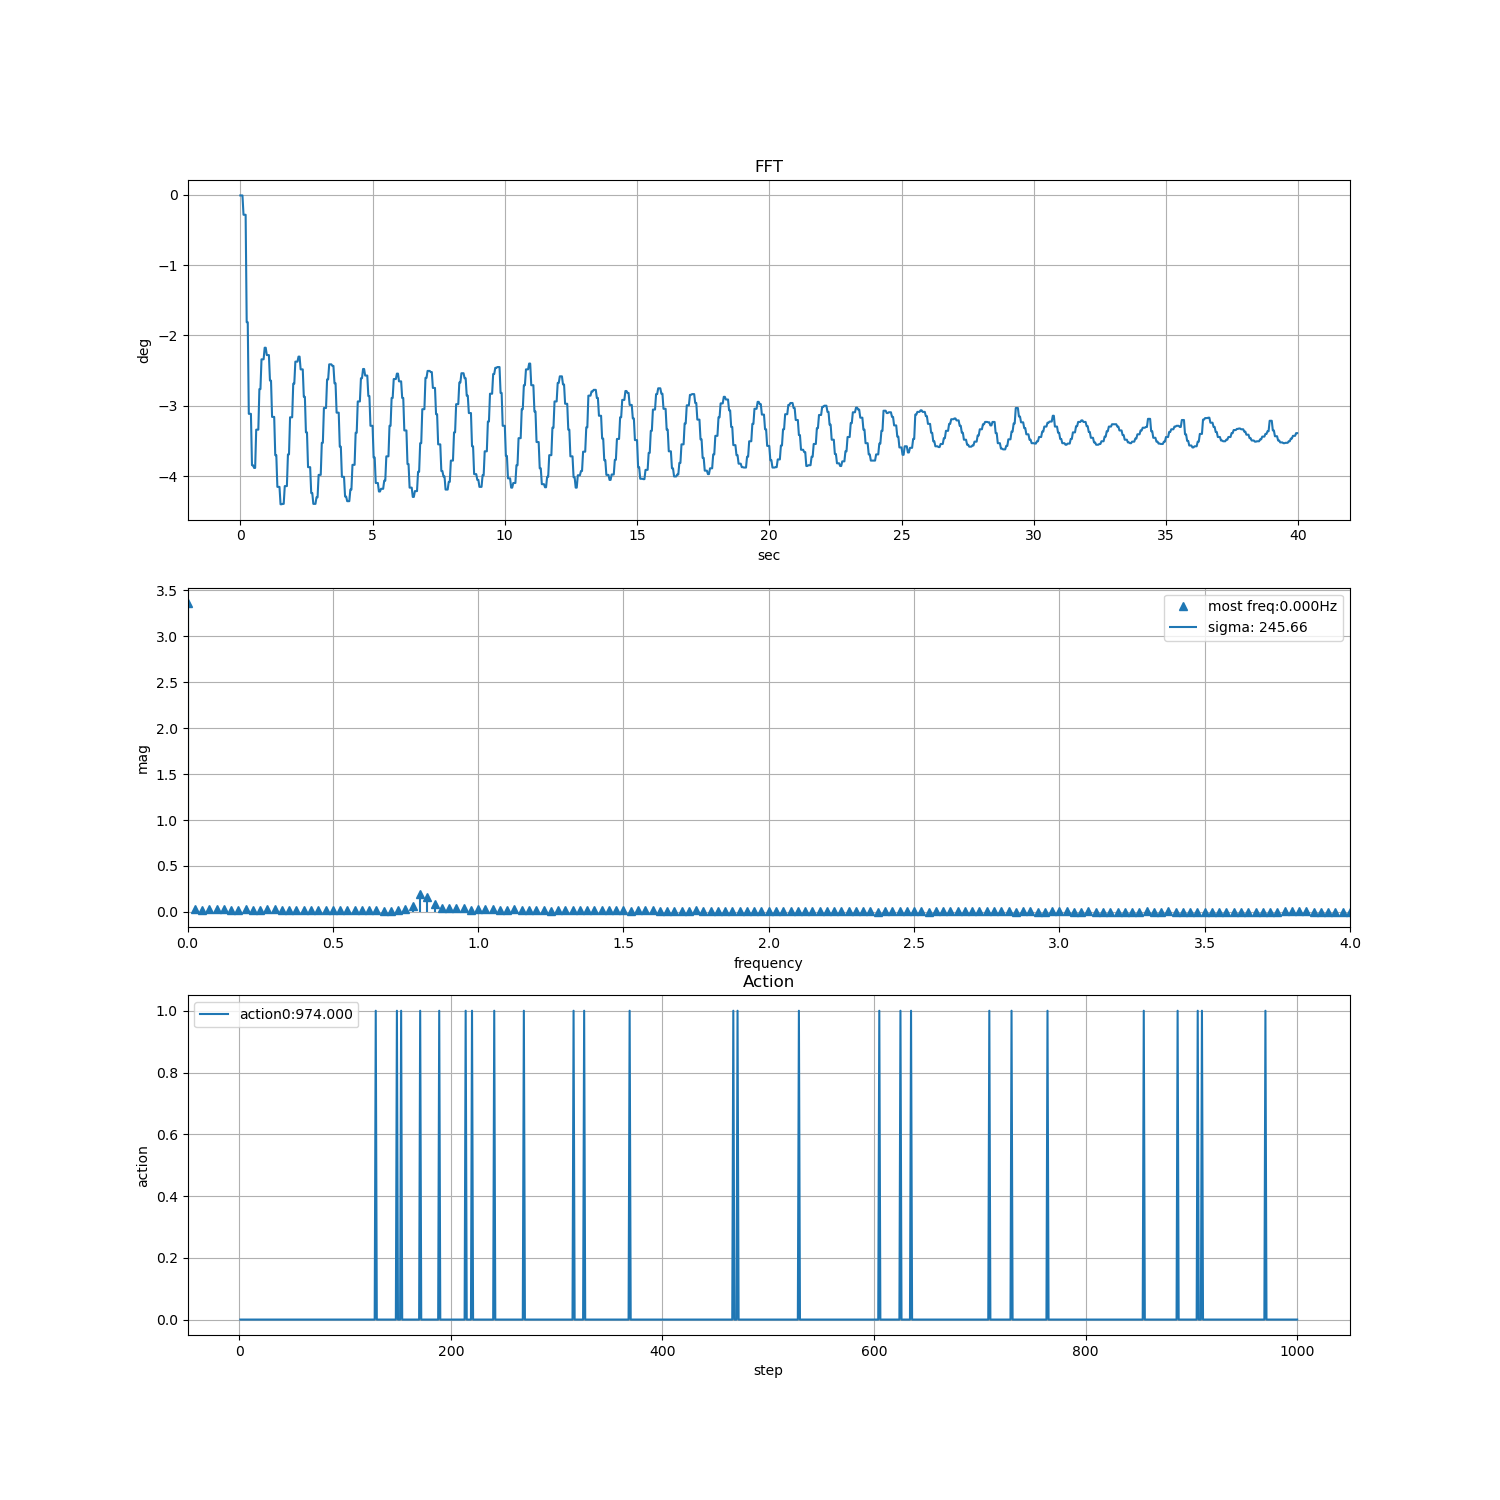 FFT
0
−1
−2
−3
−4
deg
0 5 10 15 20 25 30 35 40
sec
3.5
3.0
2.5
2.0
1.5
1.0
0.5
0.0
mag
most freq:0.000Hz
sigma: 245.66
0.0 0.5 1.0 1.5 2.0 2.5 3.0 3.5 4.0
frequency
Action
1.0
0.8
0.6
0.4
0.2
0.0
action
action0:974.000
0 200 400 600 800 1000
step